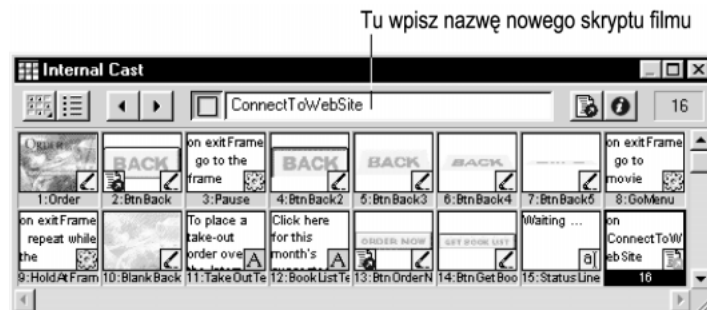 Tu wpisz nazwę nowego skryptu filmu
Internal Cast
ConnectToWebSite
16
on exitFrame
go to the
frame
on exitFrame
go to
movie
BACK
BACK
BACK
BACK
1:Order
2:BtnBack
3:Pause
4:BtnBack2
5:BtnBack3
6:BtnBack4
7:BtnBack5
8:GoMenu
on exitFrame
repeat while
the
To place a
take-out
order ove
Click here
for this
month's
ORDER NOW
GET BOOK LIST
Waiting ...
on
ConnectToW
ebSite
9:HoldAtFram
10:BlankBack
11:TakeOutTe
12:BookListTe
13:BtnOrderN
14:BtnGetBoo
15:Status Line
16